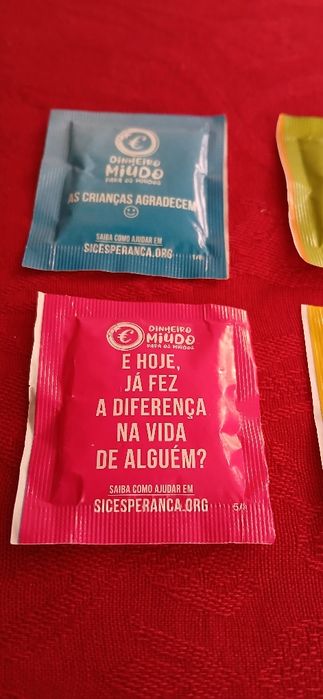 €
DINHEIRO
MIÚDO
PARA OS MIÚDOS
AS CRIANÇAS AGRADECEM
SAIBA COMO AJUDAR EM
SICESPERANCA.ORG
€
DINHEIRO
MIÚDO
PARA OS MIÚDOS
E HOJE,
JÁ FEZ
A DIFERENÇA
NA VIDA
DE ALGUÉM?
SAIBA COMO AJUDAR EM
SICESPERANCA.ORG